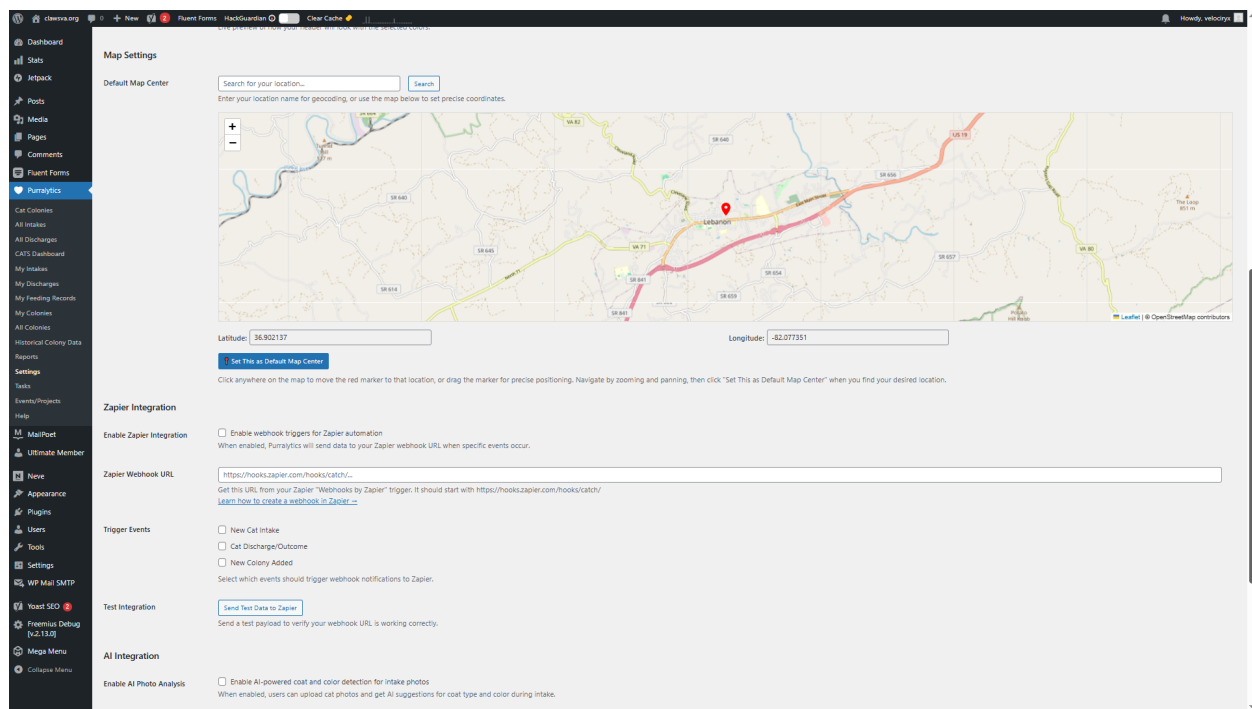 clawsva.org
0
+ New
2
Fluent Forms
HackGuardian
Clear Cache
Howdy, velociryx
Dashboard
Stats
Jetpack
Posts
Media
Pages
Comments
Fluent Forms
Purralytics
Cat Colonies
All Intakes
All Discharges
CATS Dashboard
My Intakes
My Discharges
My Feeding Records
My Colonies
All Colonies
Historical Colony Data
Reports
Settings
Tasks
Events/Projects
Help
MailPoet
Ultimate Member
Neve
Appearance
Plugins
Users
Tools
Settings
WP Mail SMTP
Yoast SEO 2
Freemius Debug
[v.2.13.0]
Mega Menu
Collapse Menu
Live preview of how your header will look with the selected colors.
Map Settings
Default Map Center
Search for your location...
Search
Enter your location name for geocoding, or use the map below to set precise coordinates.
+
−
VA 82
SR 640
US 19
SR 656
SR 640
The Loop
851 m
Lebanon
VA 71
SR 645
VA 80
SR 657
SR 654
SR 641
SR 614
SR 659
SR 841
Leaflet | © OpenStreetMap contributors
Latitude: 36.902137
Longitude: -82.077351
Set This as Default Map Center
Click anywhere on the map to move the red marker to that location, or drag the marker for precise positioning. Navigate by zooming and panning, then click "Set This as Default Map Center" when you find your desired location.
Zapier Integration
Enable Zapier Integration
Enable webhook triggers for Zapier automation
When enabled, Purralytics will send data to your Zapier webhook URL when specific events occur.
Zapier Webhook URL
https://hooks.zapier.com/hooks/catch/...
Get this URL from your Zapier "Webhooks by Zapier" trigger. It should start with https://hooks.zapier.com/hooks/catch/
Learn how to create a webhook in Zapier →
Trigger Events
New Cat Intake
Cat Discharge/Outcome
New Colony Added
Select which events should trigger webhook notifications to Zapier.
Test Integration
Send Test Data to Zapier
Send a test payload to verify your webhook URL is working correctly.
AI Integration
Enable AI Photo Analysis
Enable AI-powered coat and color detection for intake photos
When enabled, users can upload cat photos and get AI suggestions for coat type and color during intake.